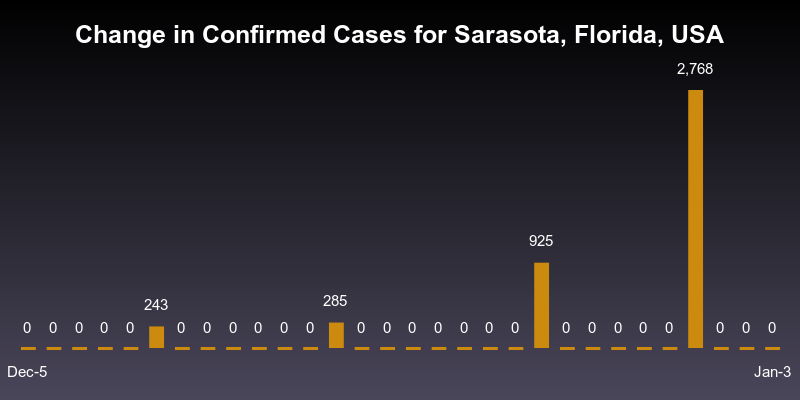 Change in Confirmed Cases for Sarasota, Florida, USA
2,768
925
243 285
0 0 0 0 0 0 0 0 0 0 0 0 0 0 0 0 0 0 0 0 0 0 0 0 0 0
Dec-5 Jan-3